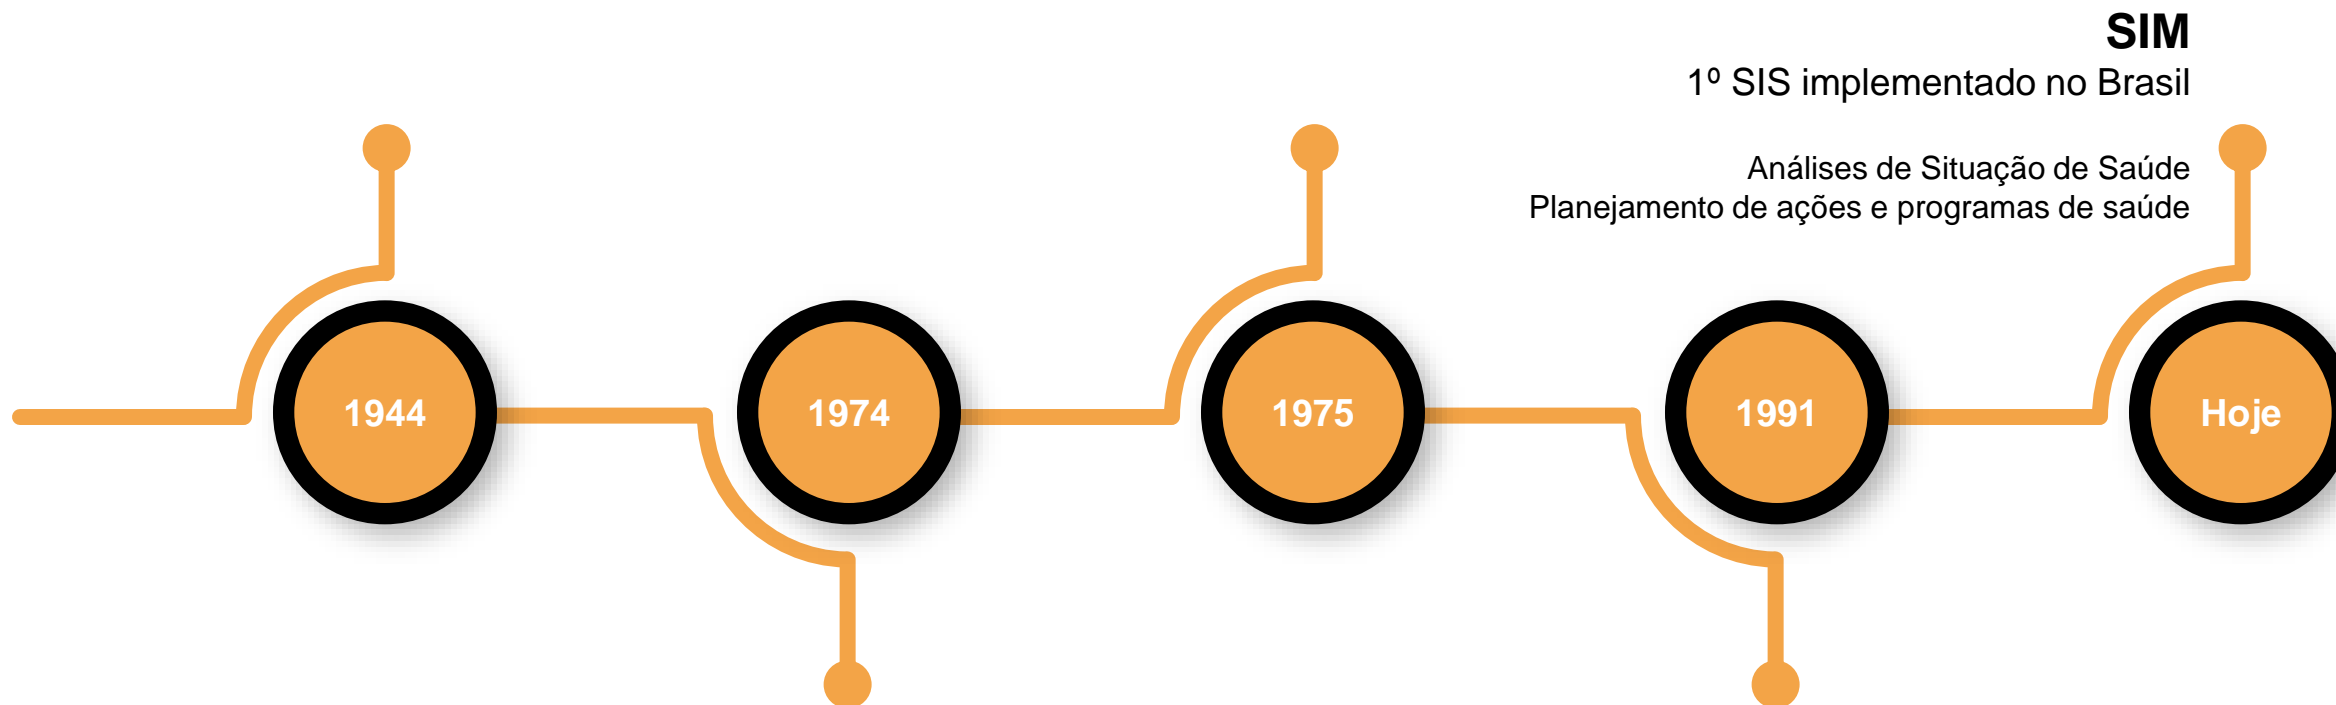 SIM
1º SIS implementado no Brasil
Análises de Situação de Saúde
Planejamento de ações e programas de saúde
1944
1974
1975
1991
Hoje